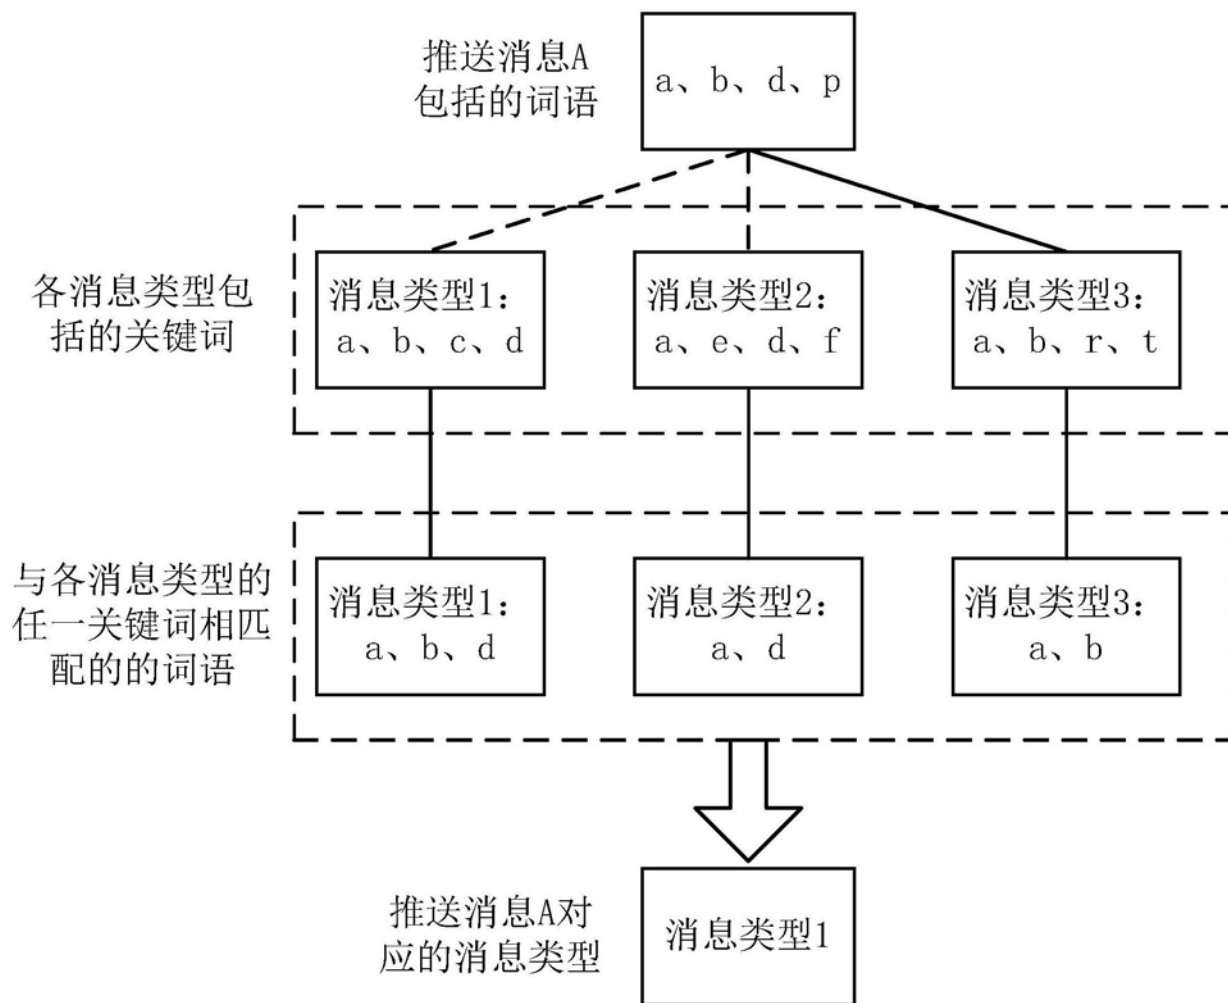 推送消息A
包括的词语
a、b、d、p
各消息类型包
括的关键词
消息类型1:
a、b、c、d
消息类型2:
a、e、d、f
消息类型3:
a、b、r、t
与各消息类型的
任一关键词相匹
配的的词语
消息类型1:
a、b、d
消息类型2:
a、d
消息类型3:
a、b
推送消息A对
应的消息类型
消息类型1